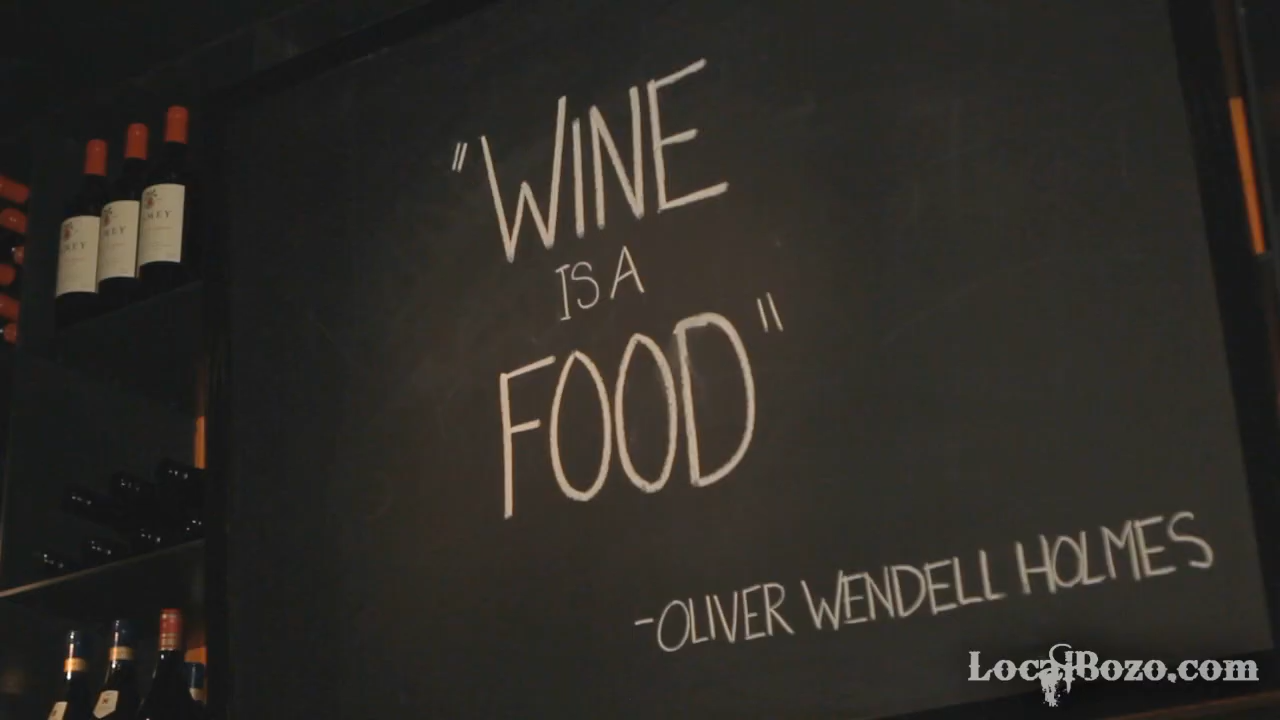 "WINE
IS A
FOOD"
-OLIVER WENDELL HOLMES
LocalBozo.com